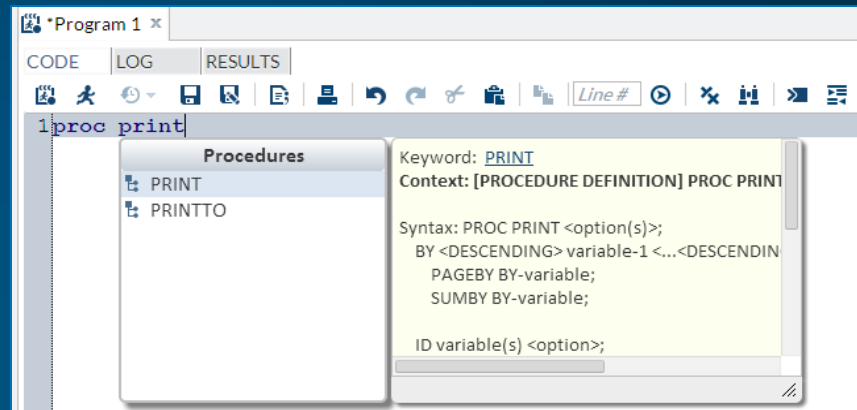 *Program 1 ×
CODE LOG RESULTS
Line #
1 proc print
Procedures
PRINT
PRINTTO
Keyword: PRINT
Context: [PROCEDURE DEFINITION] PROC PRINT
Syntax: PROC PRINT <option(s)>;
BY <DESCENDING> variable-1 <...<DESCENDIN
PAGEBY BY-variable;
SUMBY BY-variable;
ID variable(s) <option>;